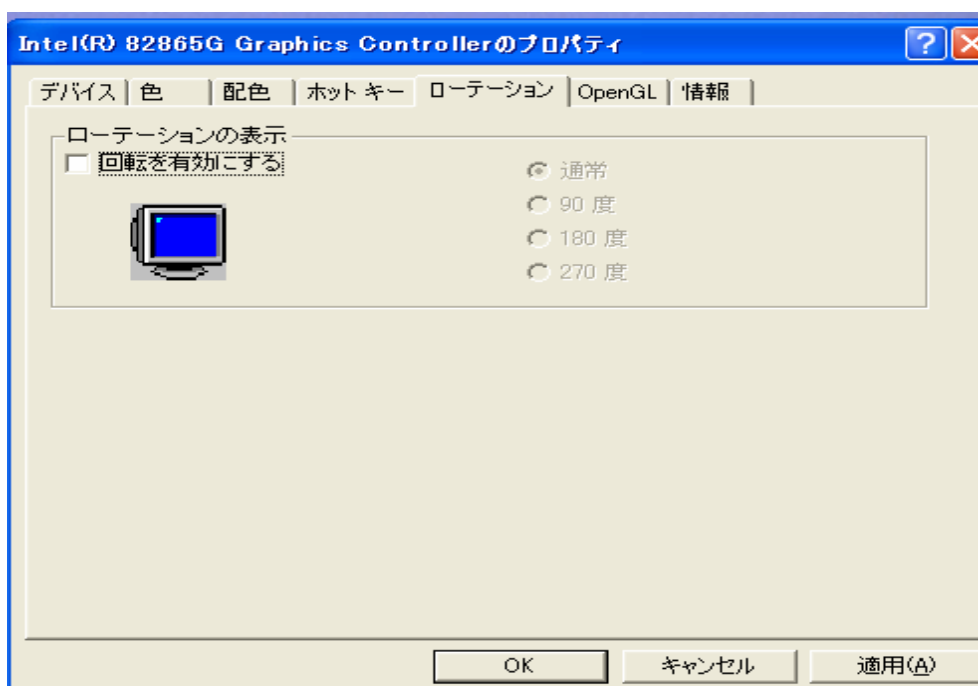 Intel(R) 82865G Graphics Controllerのプロパティ
デバイス 色 配色 ホット キー ローテーション OpenGL 情報
ローテーションの表示
回転を有効にする
通常
90 度
180 度
270 度
OK キャンセル 適用(A)